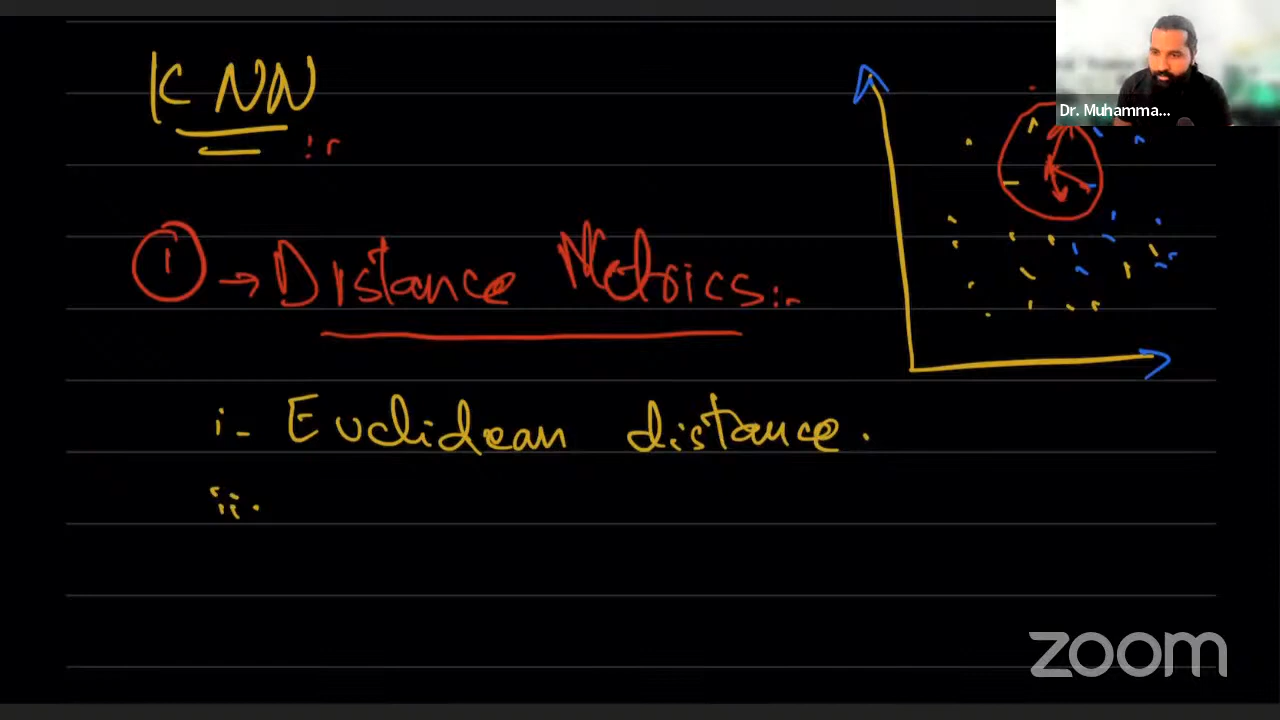 KNN :-
Dr. Muhamma...
① → Distance Metrics :-
i- Euclidean distance.
ii.
zoom